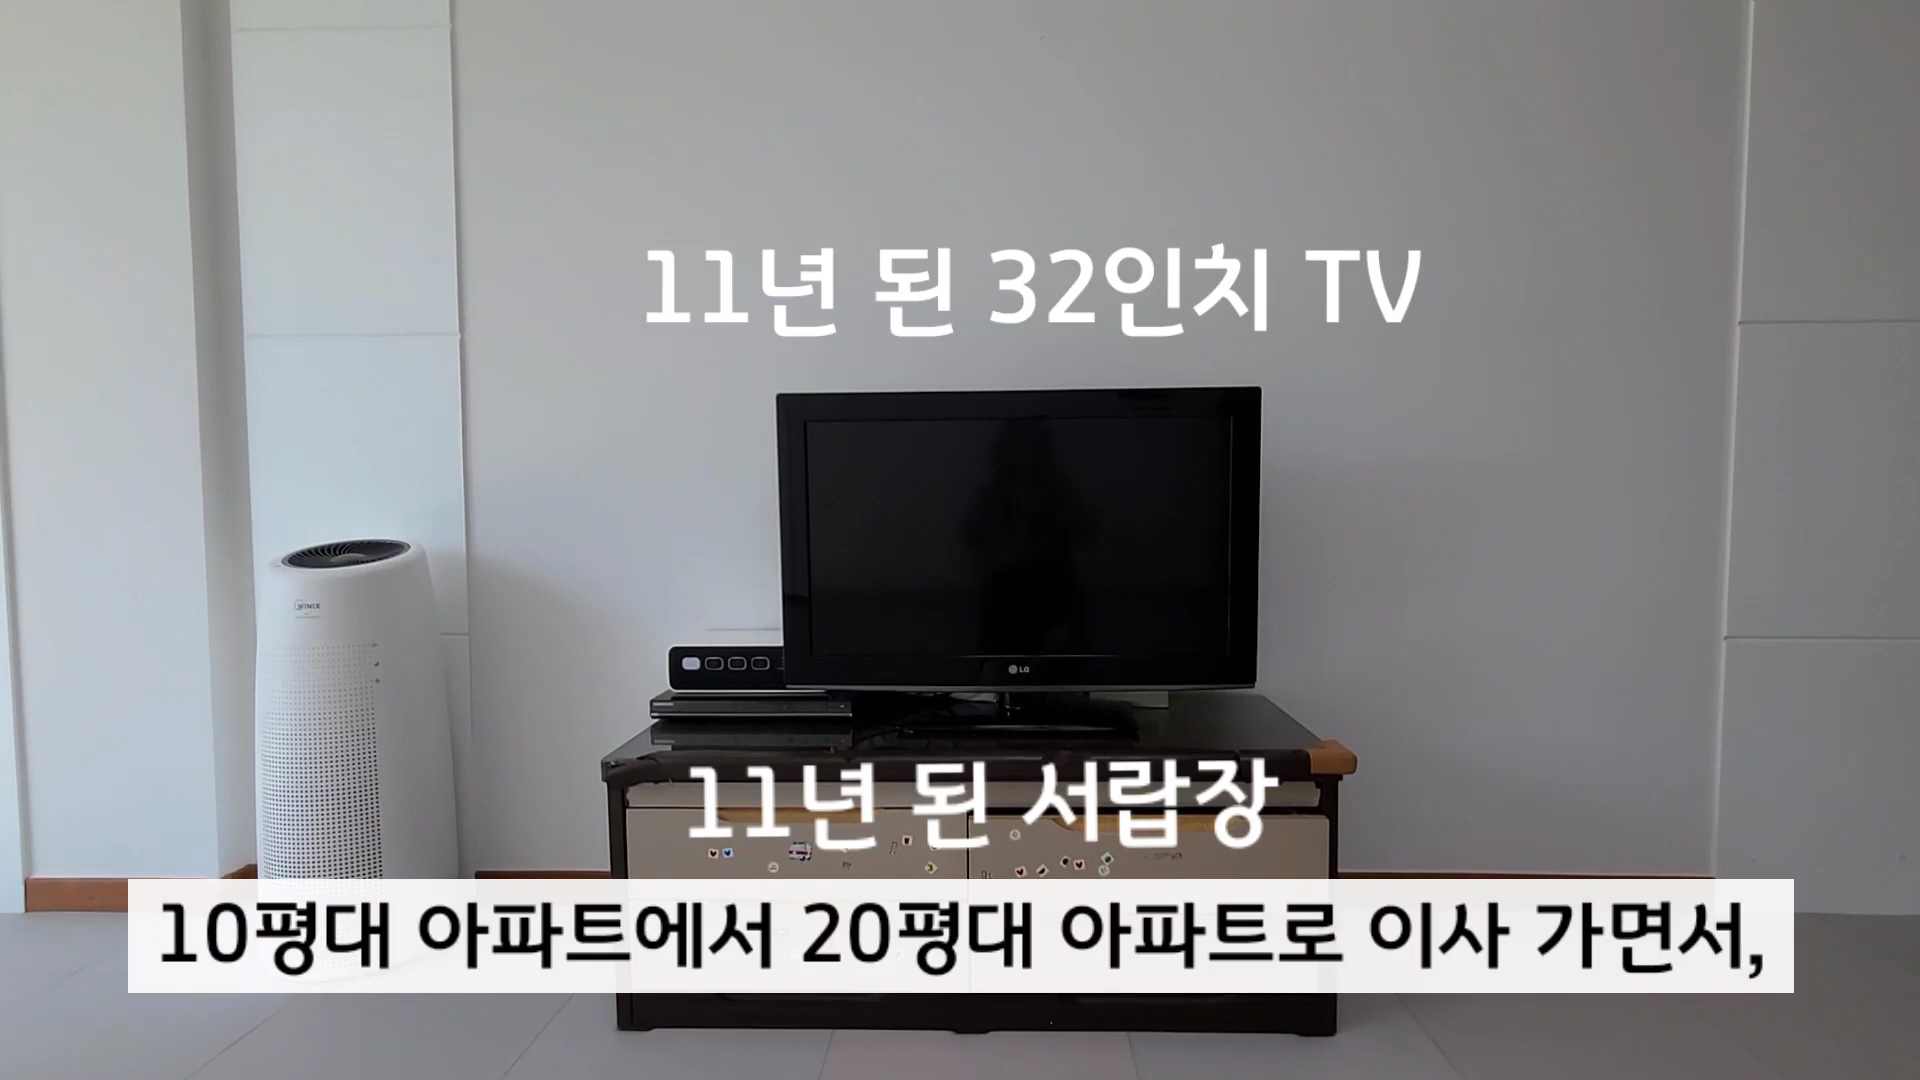 11년 된 32인치 TV
WINIX
LG
11년 된 서랍장
10평대 아파트에서 20평대 아파트로 이사 가면서,